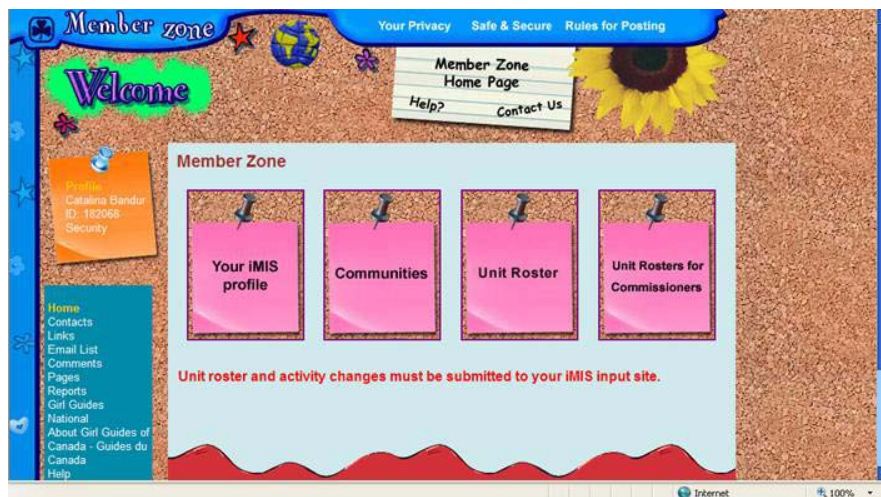 Member zone
Your Privacy Safe & Secure Rules for Posting
Welcome
Member Zone
Home Page
Help? Contact Us
Profile
Catalina Bandur
ID: 182068
Security
Member Zone
Your iMIS
profile
Communities
Unit Roster
Unit Rosters for
Commissioners
Unit roster and activity changes must be submitted to your iMIS input site.
Home
Contacts
Links
Email List
Comments
Pages
Reports
Girl Guides
National
About Girl Guides of
Canada - Guides du
Canada
Help
Internet 100%